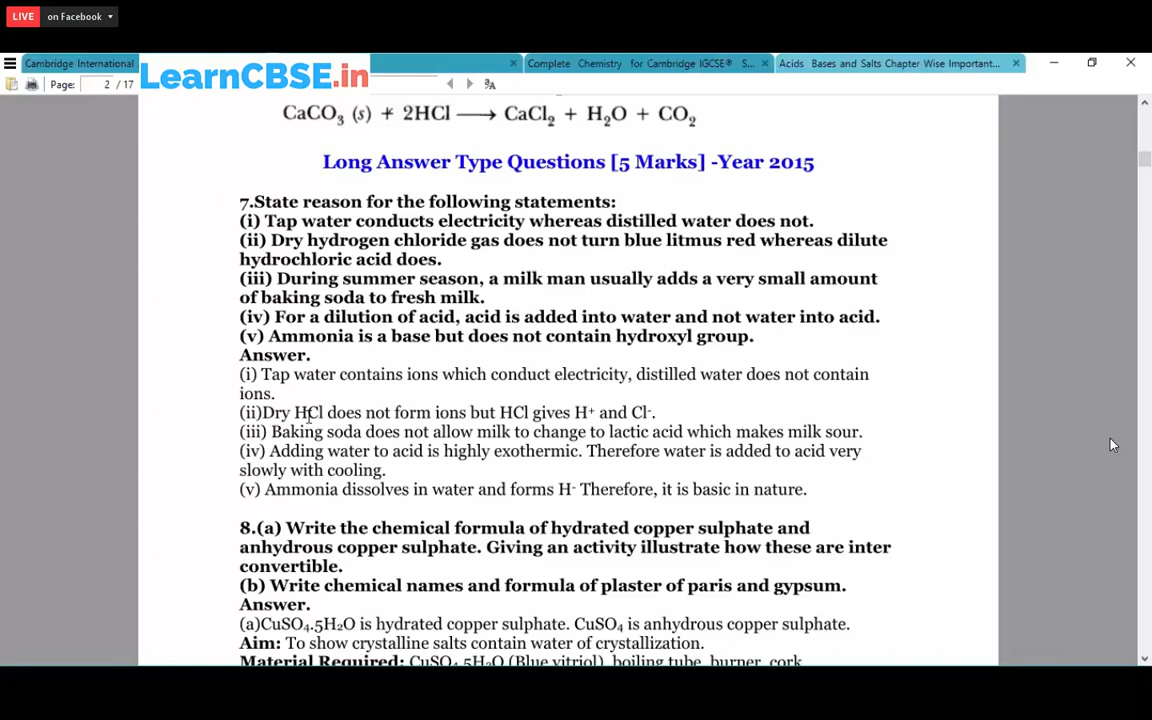 LIVE on Facebook
Cambridge International
Complete Chemistry for Cambridge IGCSE® S...
Acids Bases and Salts Chapter Wise Important...
LearnCBSE.in
Page: 2 / 17
CaCO₃ (s) + 2HCl ⟶ CaCl₂ + H₂O + CO₂
Long Answer Type Questions [5 Marks] -Year 2015
7.State reason for the following statements:
(i) Tap water conducts electricity whereas distilled water does not.
(ii) Dry hydrogen chloride gas does not turn blue litmus red whereas dilute
hydrochloric acid does.
(iii) During summer season, a milk man usually adds a very small amount
of baking soda to fresh milk.
(iv) For a dilution of acid, acid is added into water and not water into acid.
(v) Ammonia is a base but does not contain hydroxyl group.
Answer.
(i) Tap water contains ions which conduct electricity, distilled water does not contain
ions.
(ii)Dry HCl does not form ions but HCl gives H⁺ and Cl⁻.
(iii) Baking soda does not allow milk to change to lactic acid which makes milk sour.
(iv) Adding water to acid is highly exothermic. Therefore water is added to acid very
slowly with cooling.
(v) Ammonia dissolves in water and forms H⁻ Therefore, it is basic in nature.
8.(a) Write the chemical formula of hydrated copper sulphate and
anhydrous copper sulphate. Giving an activity illustrate how these are inter
convertible.
(b) Write chemical names and formula of plaster of paris and gypsum.
Answer.
(a)CuSO₄.5H₂O is hydrated copper sulphate. CuSO₄ is anhydrous copper sulphate.
Aim: To show crystalline salts contain water of crystallization.
Material Required: CuSO₄.5H₂O (Blue vitriol), boiling tube, burner, cork